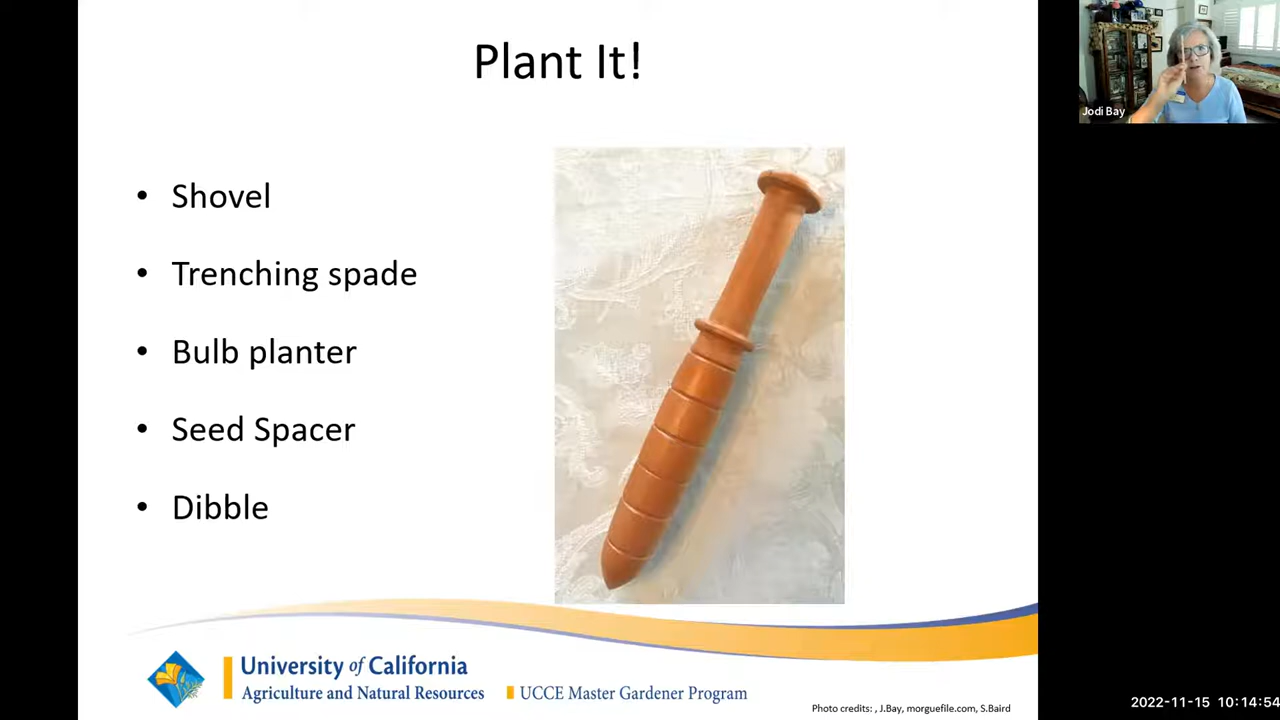 Plant It!
Jodi Bay
• Shovel
• Trenching spade
• Bulb planter
• Seed Spacer
• Dibble
University of California
Agriculture and Natural Resources
UCCE Master Gardener Program
2022-11-15 10:14:54
Photo credits: , J.Bay, morguefile.com, S.Baird